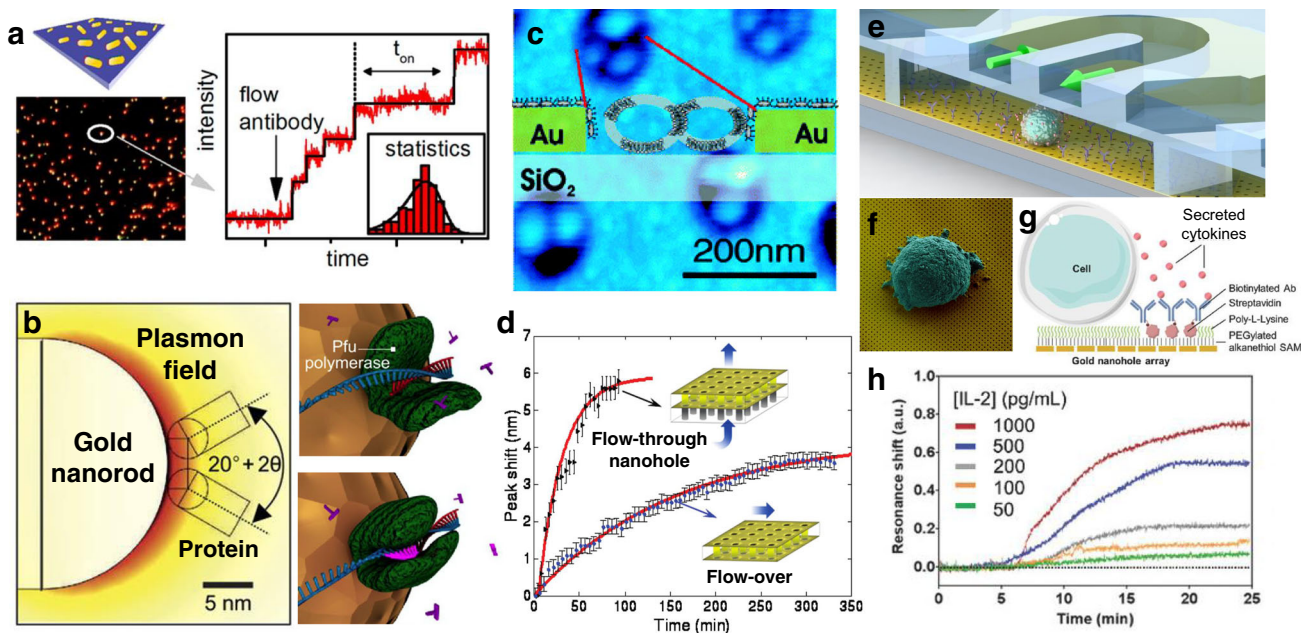 a
flow
antibody
t_on
intensity
statistics
time
b
Plasmon
field
Gold
nanorod
20°+2θ
Protein
5 nm
Pfu
polymerase
c
Au
Au
SiO₂
200nm
d
Peak shift (nm)
7
6
5
4
3
2
1
0
Flow-through
nanohole
Flow-over
0 50 100 150 200 250 300 350
Time (min)
e
f
g
Secreted
cytokines
Cell
Biotinylated Ab
Streptavidin
Poly-L-Lysine
PEGylated
alkanethiol SAM
Gold nanohole array
h
Resonance shift (a.u.)
1.0
0.8
0.6
0.4
0.2
0.0
[IL-2] (pg/mL)
1000
500
200
100
50
0 5 10 15 20 25
Time (min)